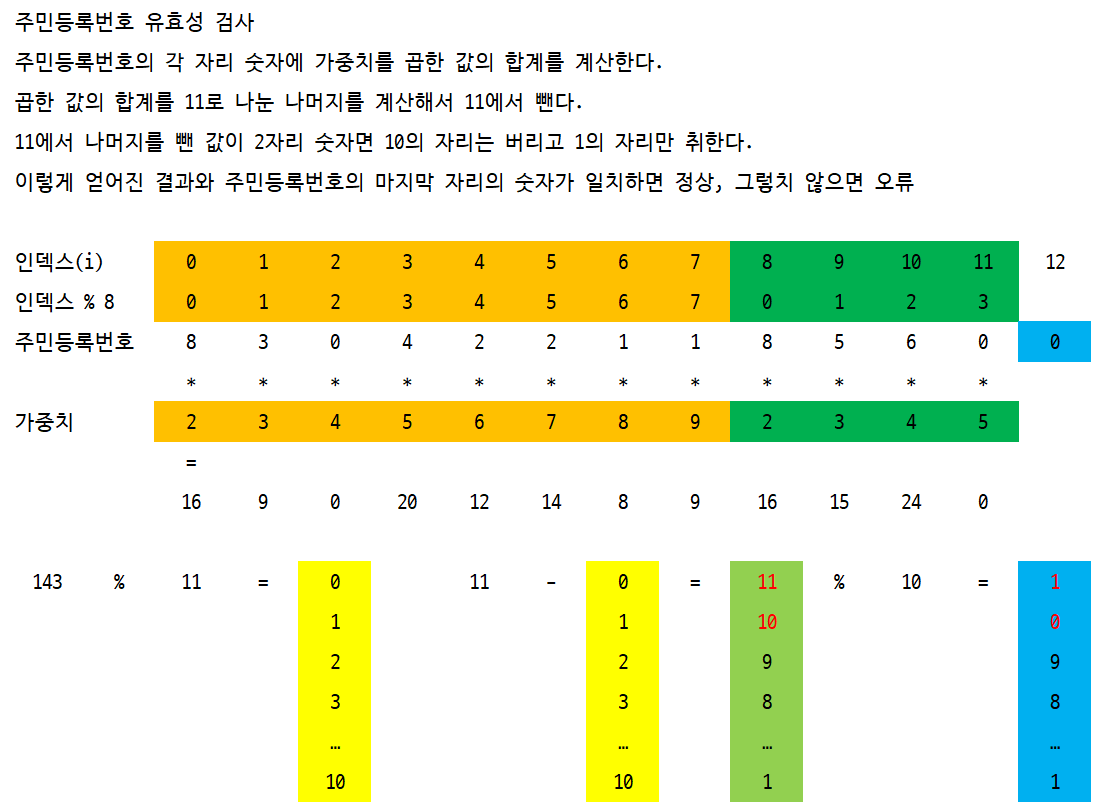 주민등록번호 유효성 검사
주민등록번호의 각 자리 숫자에 가중치를 곱한 값의 합계를 계산한다.
곱한 값의 합계를 11로 나눈 나머지를 계산해서 11에서 뺀다.
11에서 나머지를 뺀 값이 2자리 숫자면 10의 자리는 버리고 1의 자리만 취한다.
이렇게 얻어진 결과와 주민등록번호의 마지막 자리의 숫자가 일치하면 정상, 그렇치 않으면 오류
인덱스(i) 0 1 2 3 4 5 6 7 8 9 10 11 12
인덱스 % 8 0 1 2 3 4 5 6 7 0 1 2 3
주민등록번호 8 3 0 4 2 2 1 1 8 5 6 0 0
* * * * * * * * * * * *
가중치 2 3 4 5 6 7 8 9 2 3 4 5
=
16 9 0 20 12 14 8 9 16 15 24 0
143 % 11 = 0 11 - 0 = 11 % 10 = 1
1 1 10 0
2 2 9 9
3 3 8 8
… … … …
10 10 1 1